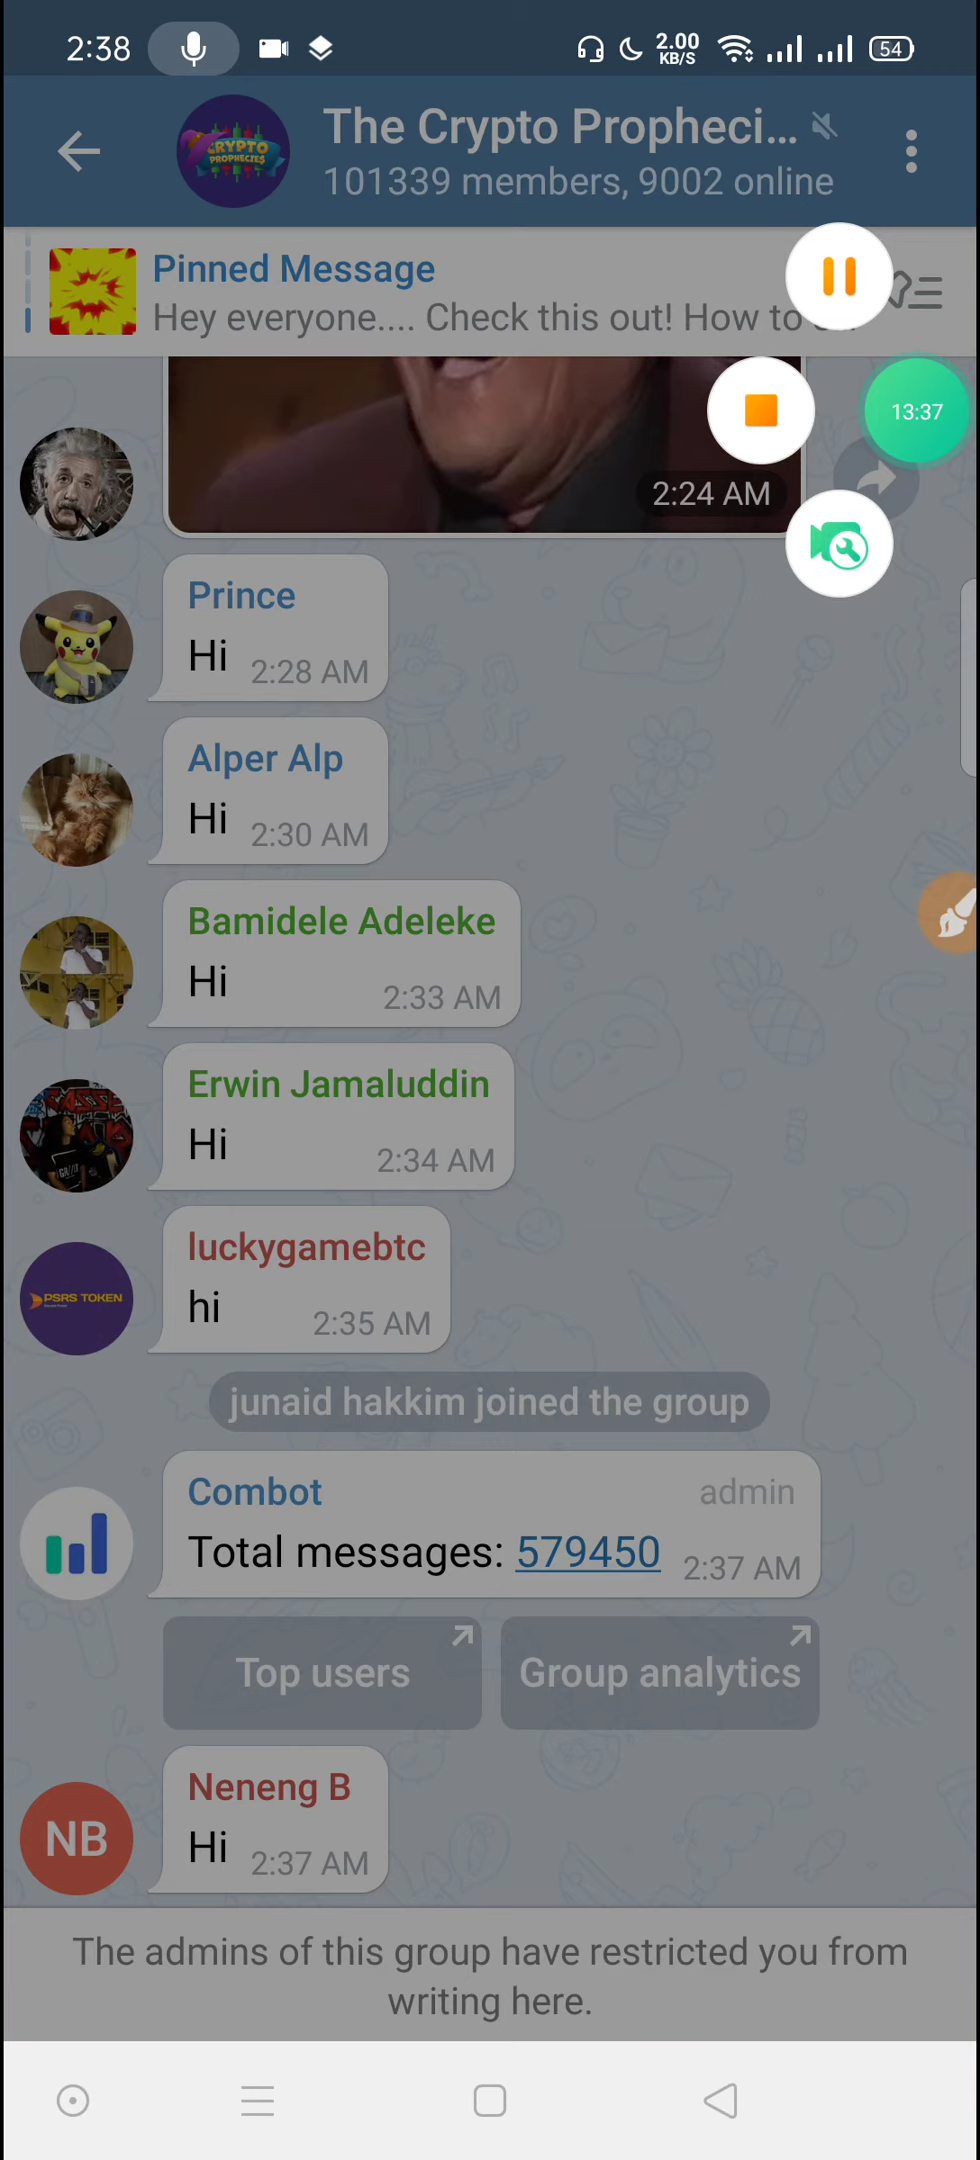 2:38
2.00
KB/S
54
The Crypto Propheci...
CRYPTO
PROPHECIES
101339 members, 9002 online
Pinned Message
Hey everyone.... Check this out! How to
13:37
2:24 AM
Prince
Hi 2:28 AM
Alper Alp
Hi 2:30 AM
Bamidele Adeleke
Hi 2:33 AM
Erwin Jamaluddin
Hi 2:34 AM
luckygamebtc
hi 2:35 AM
PSRS TOKEN
junaid hakkim joined the group
Combot admin
Total messages: 579450 2:37 AM
Top users
Group analytics
Neneng B
NB
Hi 2:37 AM
The admins of this group have restricted you from
writing here.